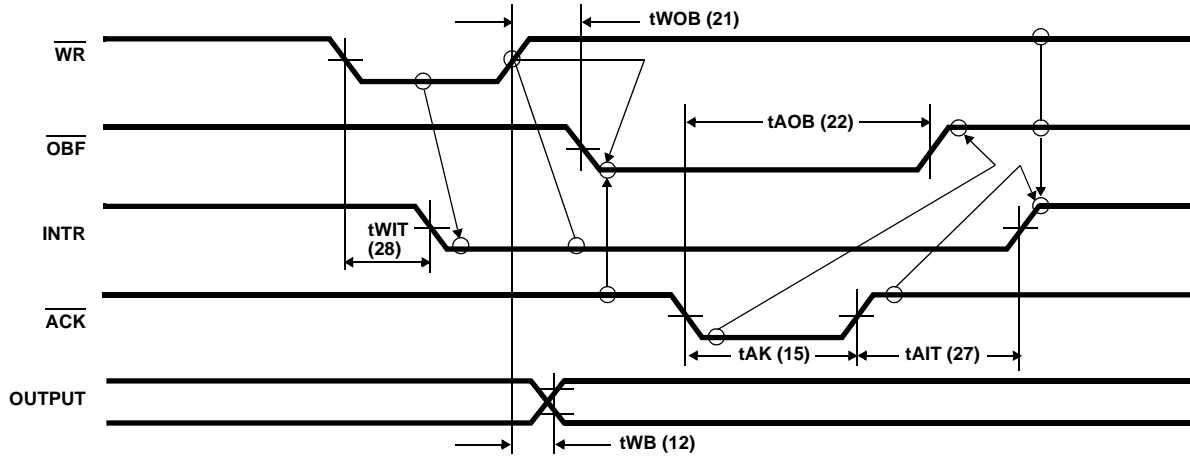 tWOB (21)
WR
tAOB (22)
OBF
INTR
tWIT
(28)
ACK
tAK (15)
tAIT (27)
OUTPUT
tWB (12)